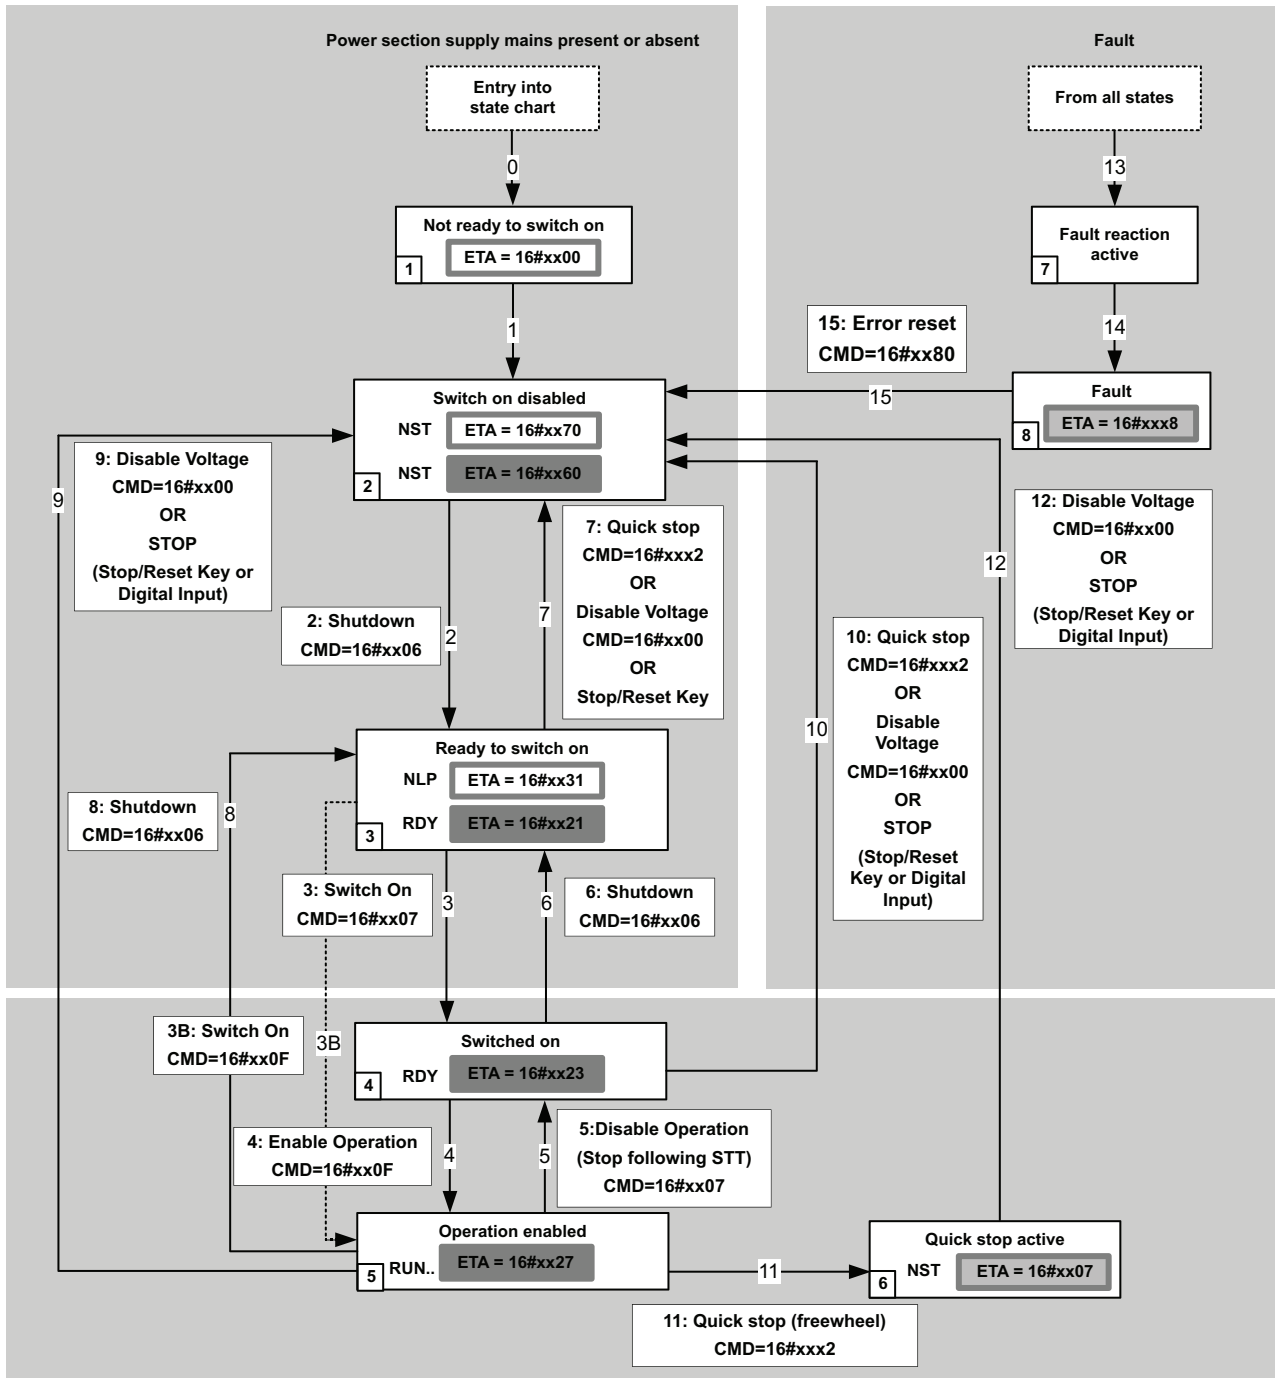 Power section supply mains present or absent
Entry into
state chart
0
Not ready to switch on
ETA = 16#xx00
1
1
Switch on disabled
NST
ETA = 16#xx70
NST
ETA = 16#xx60
2
9
9: Disable Voltage
CMD=16#xx00
OR
STOP
(Stop/Reset Key or
Digital Input)
2: Shutdown
CMD=16#xx06
2
7
7: Quick stop
CMD=16#xxx2
OR
Disable Voltage
CMD=16#xx00
OR
Stop/Reset Key
Ready to switch on
NLP
ETA = 16#xx31
RDY
ETA = 16#xx21
3
8: Shutdown
CMD=16#xx06
8
3: Switch On
CMD=16#xx07
3
6
6: Shutdown
CMD=16#xx06
Fault
From all states
13
Fault reaction
active
7
14
15: Error reset
CMD=16#xx80
15
Fault
ETA = 16#xxx8
8
12: Disable Voltage
CMD=16#xx00
OR
STOP
(Stop/Reset Key or
Digital Input)
12
10: Quick stop
CMD=16#xxx2
OR
Disable
Voltage
CMD=16#xx00
OR
STOP
(Stop/Reset
Key or Digital
Input)
10
3B: Switch On
CMD=16#xx0F
3B
Switched on
RDY
ETA = 16#xx23
4
4: Enable Operation
CMD=16#xx0F
4
5
5:Disable Operation
(Stop following STT)
CMD=16#xx07
Operation enabled
RUN..
ETA = 16#xx27
5
11
11: Quick stop (freewheel)
CMD=16#xxx2
Quick stop active
NST
ETA = 16#xx07
6